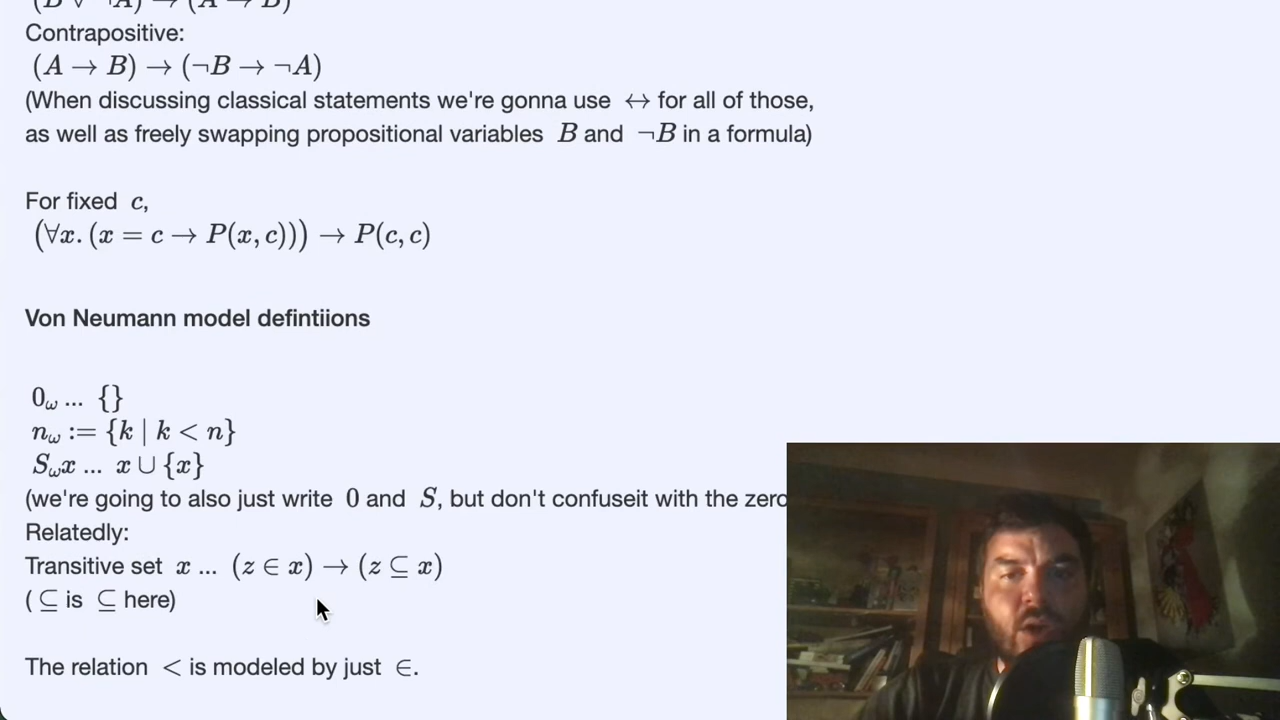 (B ∨ ¬A) → (A → B)
Contrapositive:
(A → B) → (¬B → ¬A)
(When discussing classical statements we're gonna use ↔ for all of those,
as well as freely swapping propositional variables B and ¬B in a formula)
For fixed c,
(∀x. (x = c → P(x, c))) → P(c, c)
Von Neumann model defintiions
0_ω ... {}
n_ω := {k | k < n}
S_ω x ... x ∪ {x}
(we're going to also just write 0 and S, but don't confuseit with the zero
Relatedly:
Transitive set x ... (z ∈ x) → (z ⊆ x)
( ⊆ is ⊆ here)
The relation < is modeled by just ∈.